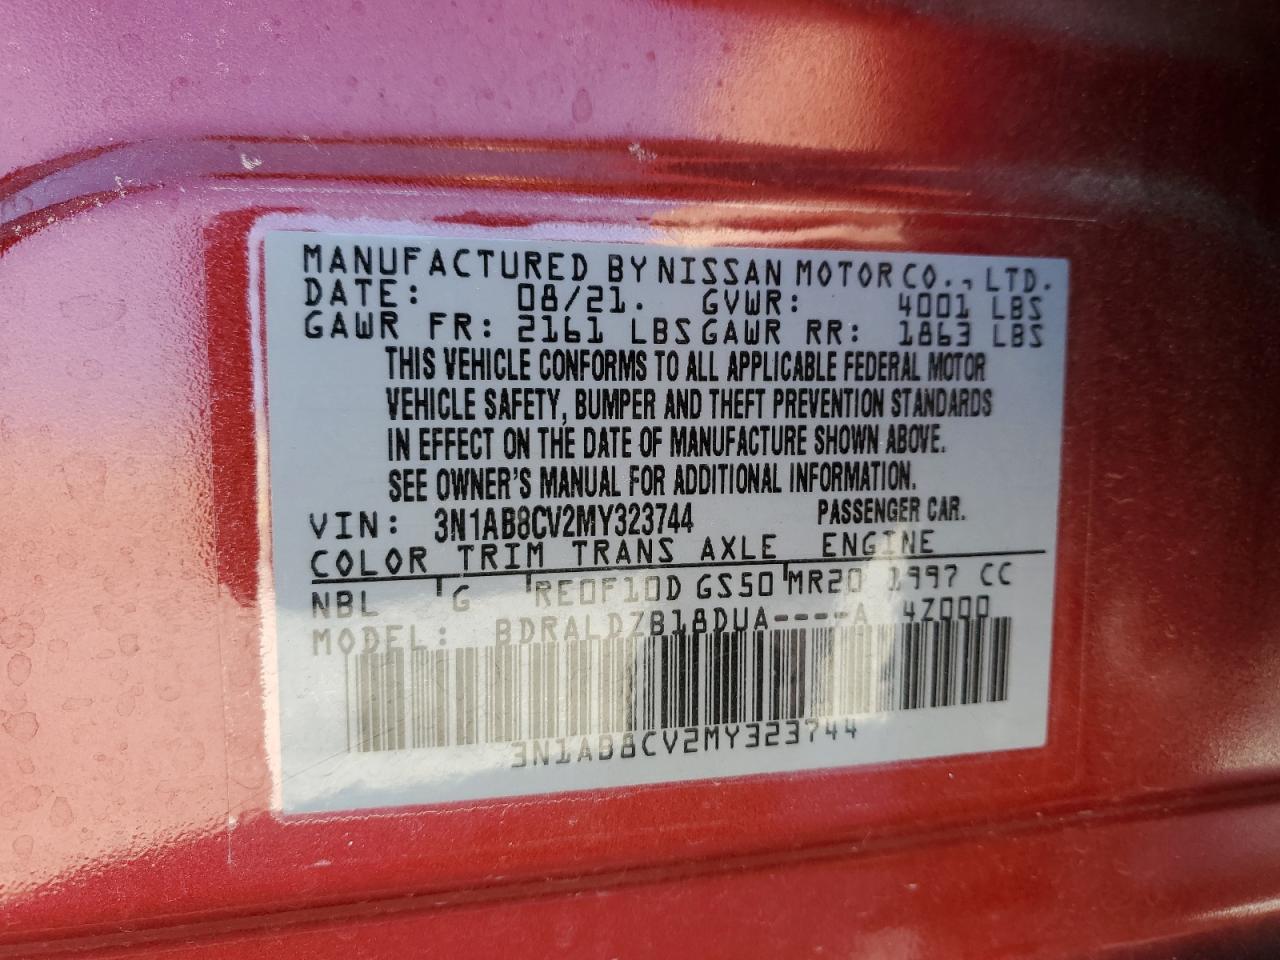 MANUFACTURED BY NISSAN MOTOR CO., LTD.
DATE: 08/21. GVWR: 4001 LBS
GAWR FR: 2161 LBS GAWR RR: 1863 LBS
THIS VEHICLE CONFORMS TO ALL APPLICABLE FEDERAL MOTOR
VEHICLE SAFETY, BUMPER AND THEFT PREVENTION STANDARDS
IN EFFECT ON THE DATE OF MANUFACTURE SHOWN ABOVE.
SEE OWNER'S MANUAL FOR ADDITIONAL INFORMATION.
VIN: 3N1AB8CV2MY323744 PASSENGER CAR.
COLOR TRIM TRANS AXLE ENGINE
NBL G RE0F10D GS50 MR20 1997 CC
MODEL: BDRALDZB18DUA----A 4Z000
3N1AB8CV2MY323744